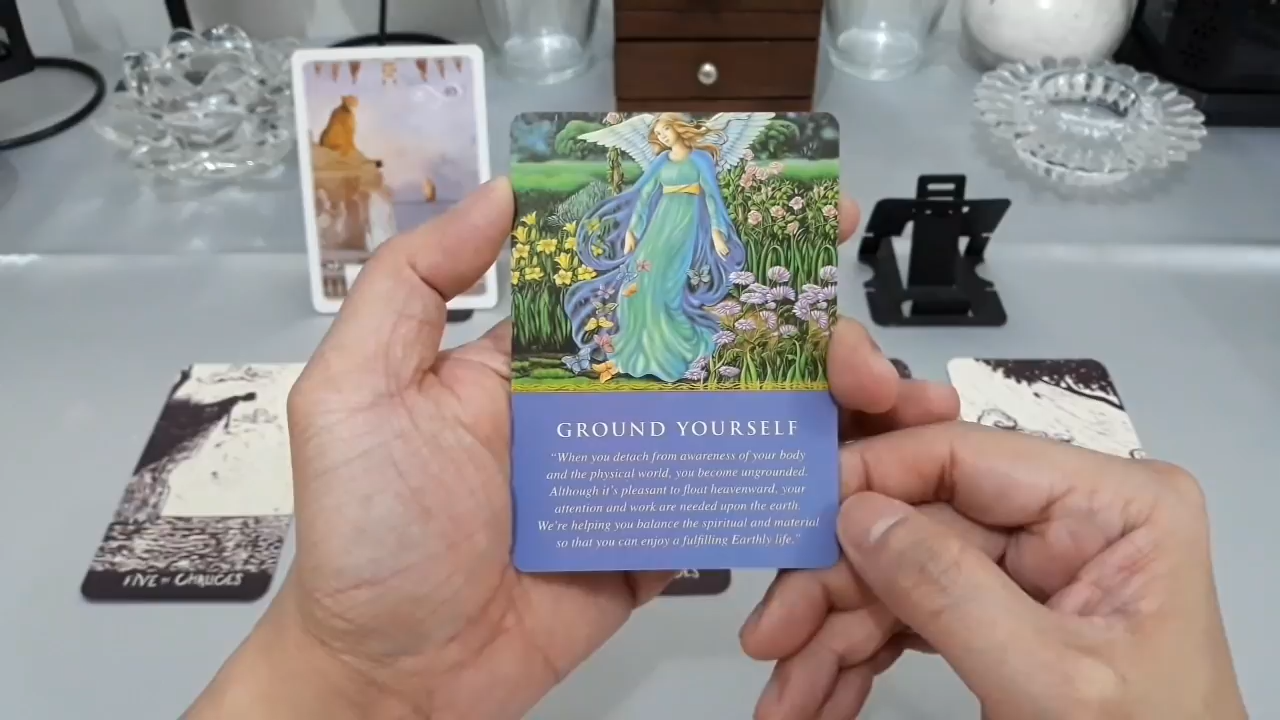 GROUND YOURSELF
“When you detach from awareness of your body
and the physical world, you become ungrounded.
Although it’s pleasant to float heavenward, your
attention and work are needed upon the earth.
We’re helping you balance the spiritual and material
so that you can enjoy a fulfilling Earthly life.”
FIVE OF CHALICES